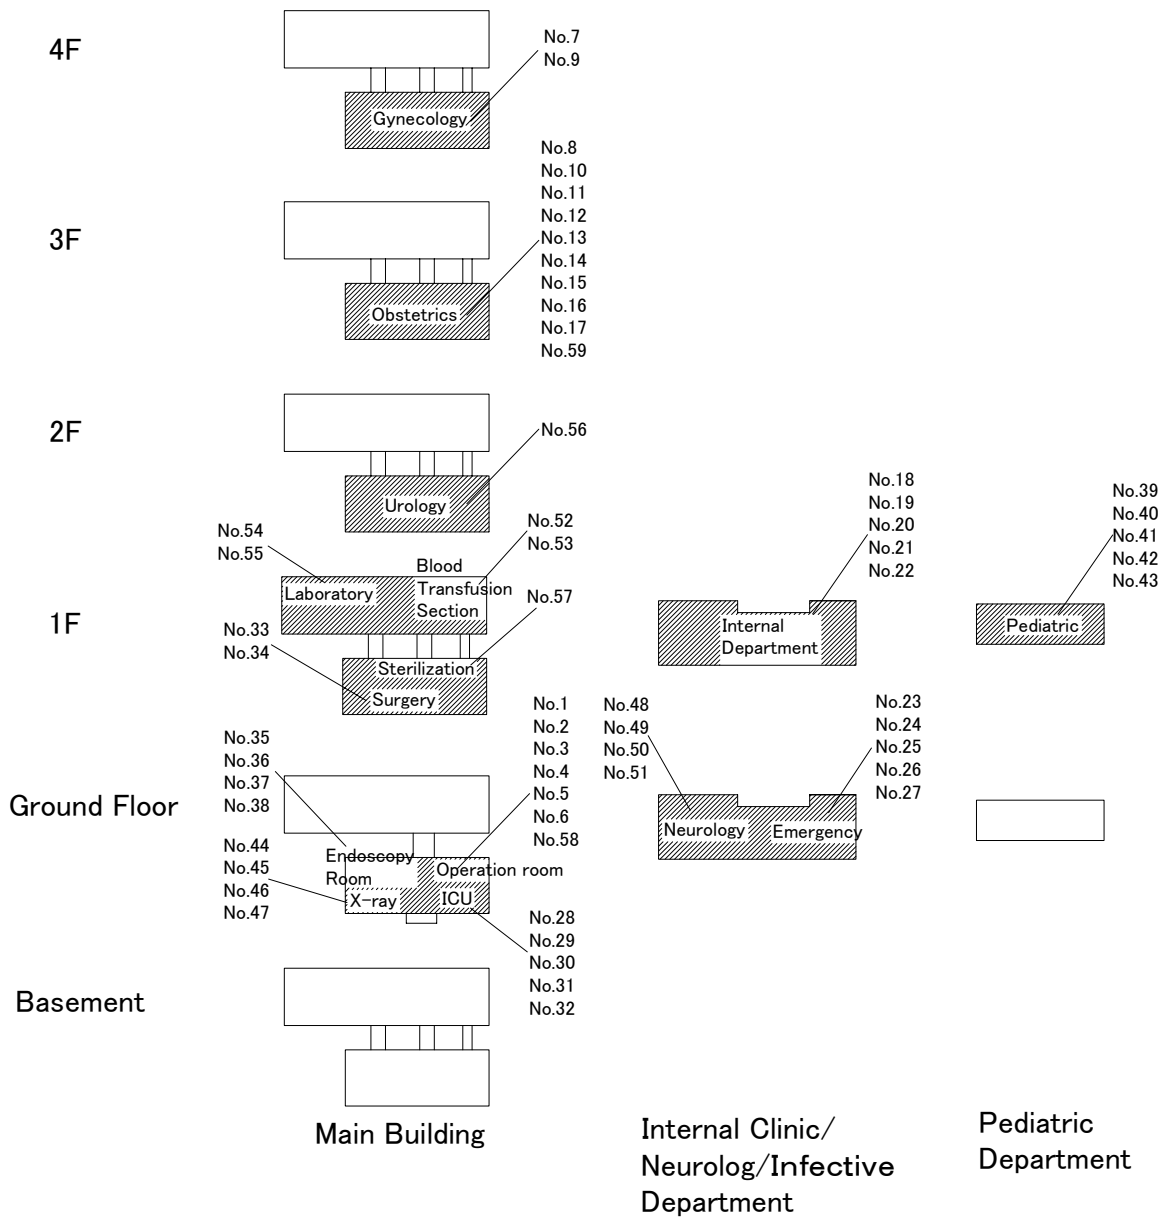 4F
No.7
No.9
Gynecology
3F
No.8
No.10
No.11
No.12
No.13
No.14
No.15
No.16
No.17
No.59
Obstetrics
2F
No.56
Urology
1F
No.54
No.55
Laboratory
Blood
Transfusion
Section
No.52
No.53
No.57
No.33
No.34
Sterilization
Surgery
No.18
No.19
No.20
No.21
No.22
Internal
Department
No.39
No.40
No.41
No.42
No.43
Pediatric
Ground Floor
No.35
No.36
No.37
No.38
No.44
No.45
No.46
No.47
Endoscopy
Room
X-ray
Operation room
ICU
No.1
No.2
No.3
No.4
No.5
No.6
No.58
No.28
No.29
No.30
No.31
No.32
No.48
No.49
No.50
No.51
Neurology
Emergency
No.23
No.24
No.25
No.26
No.27
Basement
Main Building
Internal Clinic/
Neurolog/Infective
Department
Pediatric
Department